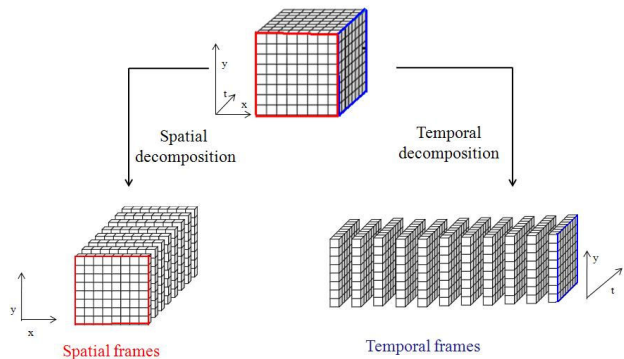 y
t
x
Spatial
decomposition
Temporal
decomposition
y
x
y
t
Spatial frames
Temporal frames